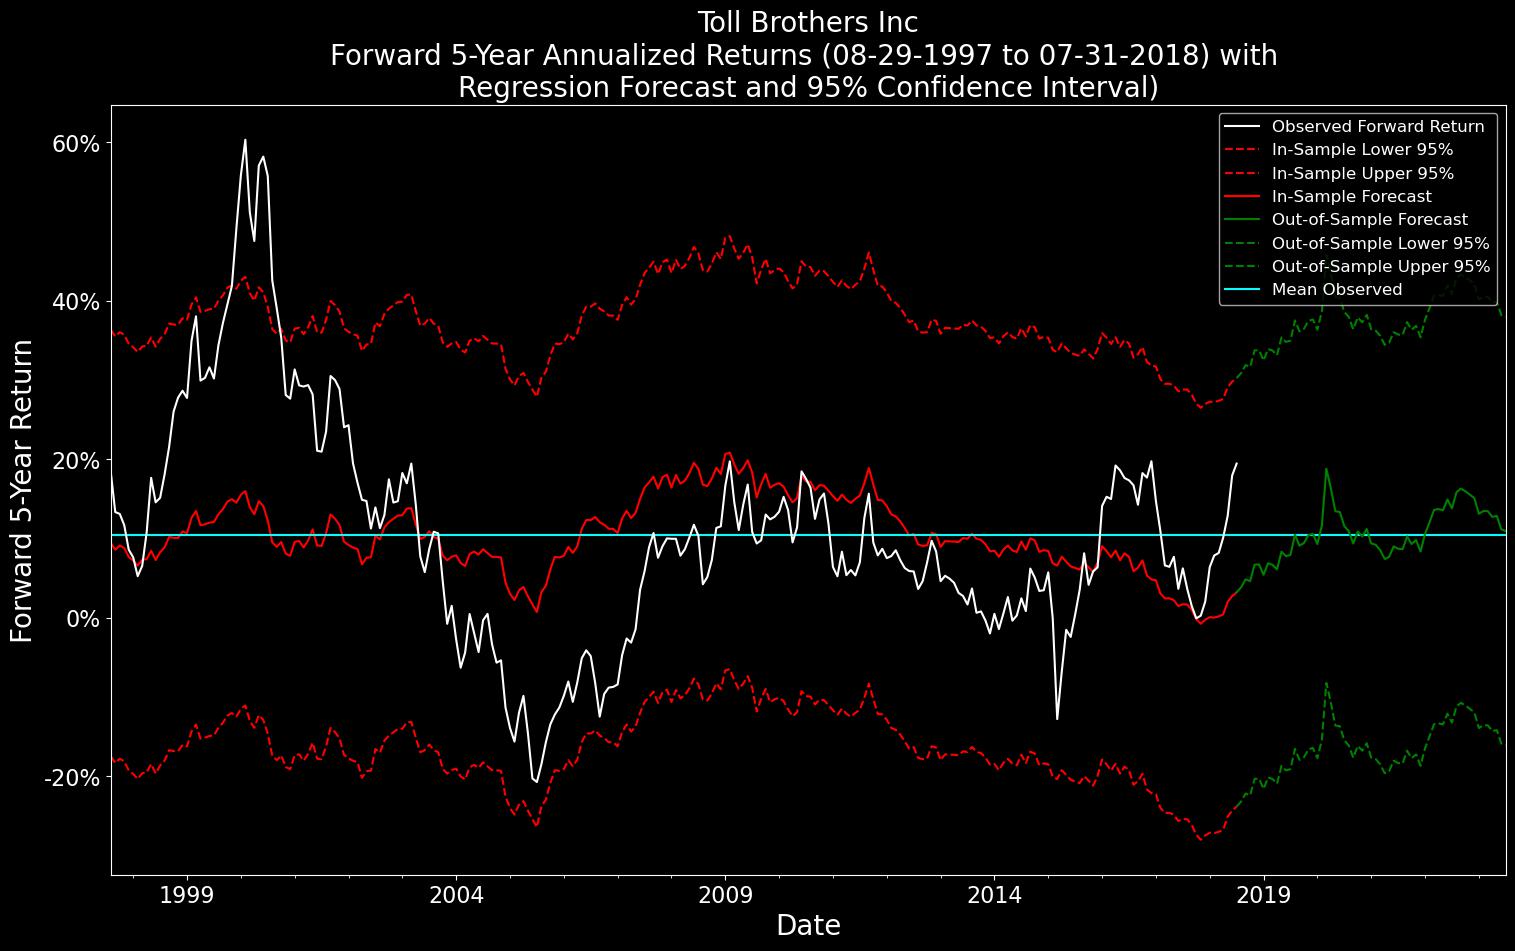 Toll Brothers Inc
Forward 5-Year Annualized Returns (08-29-1997 to 07-31-2018) with
Regression Forecast and 95% Confidence Interval)
Forward 5-Year Return
60%
40%
20%
0%
-20%
Observed Forward Return
In-Sample Lower 95%
In-Sample Upper 95%
In-Sample Forecast
Out-of-Sample Forecast
Out-of-Sample Lower 95%
Out-of-Sample Upper 95%
Mean Observed
1999
2004
2009
2014
2019
Date